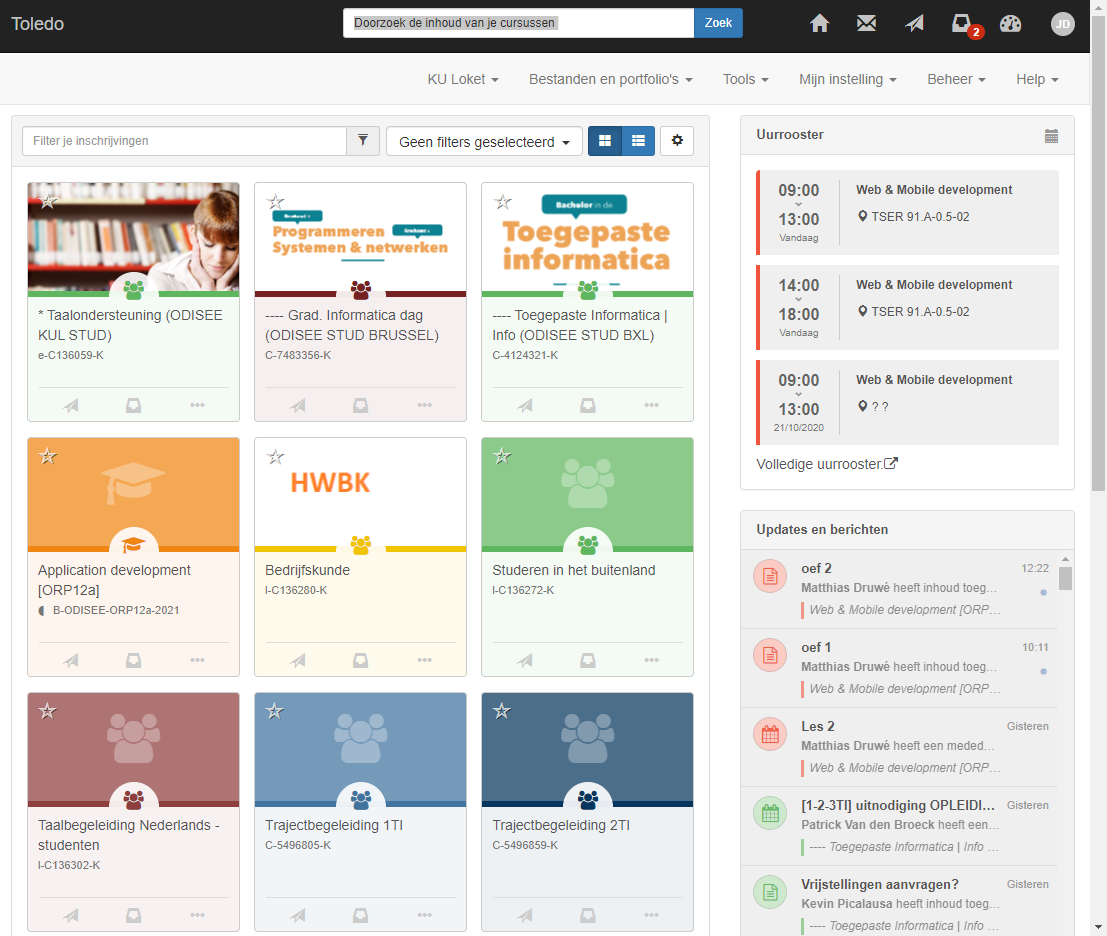 Toledo
Doorzoek de inhoud van je cursussen
Zoek
2
JD
KU Loket
Bestanden en portfolio's
Tools
Mijn instelling
Beheer
Help
Filter je inschrijvingen
Geen filters geselecteerd
* Taalondersteuning (ODISEE
KUL STUD)
e-C136059-K
Programmeren
Systemen & netwerken
---- Grad. Informatica dag
(ODISEE STUD BRUSSEL)
C-7483356-K
Bachelor in de
Toegepaste
informatica
---- Toegepaste Informatica |
Info (ODISEE STUD BXL)
C-4124321-K
Application development
[ORP12a]
B-ODISEE-ORP12a-2021
HWBK
Bedrijfskunde
I-C136280-K
Studeren in het buitenland
I-C136272-K
Taalbegeleiding Nederlands -
studenten
I-C136302-K
Trajectbegeleiding 1TI
C-5496805-K
Trajectbegeleiding 2TI
C-5496859-K
Uurrooster
09:00
13:00
Vandaag
Web & Mobile development
TSER 91.A-0.5-02
14:00
18:00
Vandaag
Web & Mobile development
TSER 91.A-0.5-02
09:00
13:00
21/10/2020
Web & Mobile development
? ?
Volledige uurrooster.
Updates en berichten
oef 2
12:22
Matthias Druwé heeft inhoud toeg…
Web & Mobile development [ORP…
oef 1
10:11
Matthias Druwé heeft inhoud toeg…
Web & Mobile development [ORP…
Les 2
Gisteren
Matthias Druwé heeft een meded…
Web & Mobile development [ORP…
[1-2-3TI] uitnodiging OPLEIDI…
Gisteren
Patrick Van den Broeck heeft een…
---- Toegepaste Informatica | Info …
Vrijstellingen aanvragen?
Gisteren
Kevin Picalausa heeft inhoud toeg…
---- Toegepaste Informatica | Info …